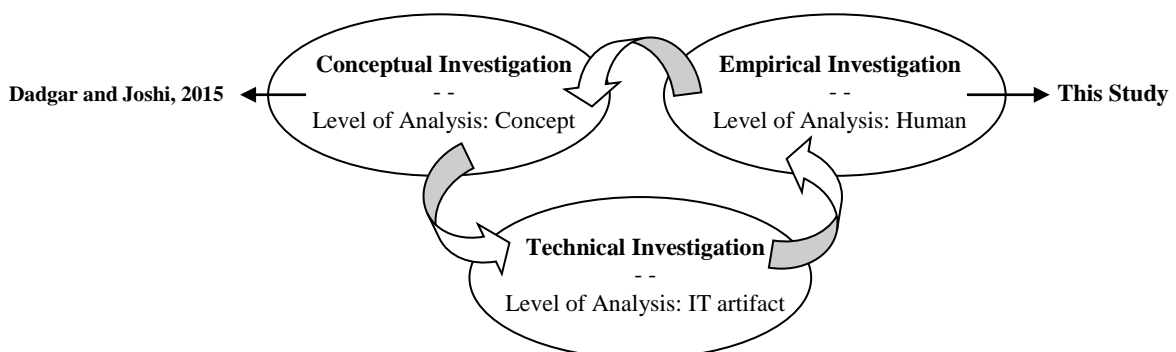 Conceptual Investigation
- -
Level of Analysis: Concept
Empirical Investigation
- -
Level of Analysis: Human
Dadgar and Joshi, 2015
This Study
Technical Investigation
- -
Level of Analysis: IT artifact